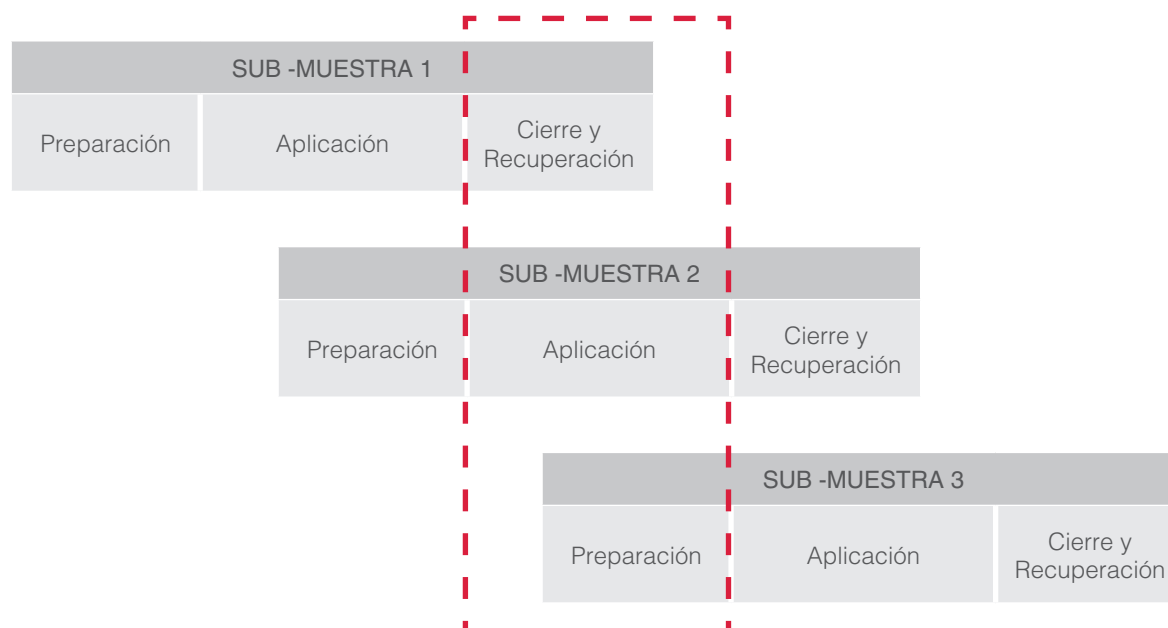 SUB -MUESTRA 1
Preparación
Aplicación
Cierre y
Recuperación
SUB -MUESTRA 2
Preparación
Aplicación
Cierre y
Recuperación
SUB -MUESTRA 3
Preparación
Aplicación
Cierre y
Recuperación